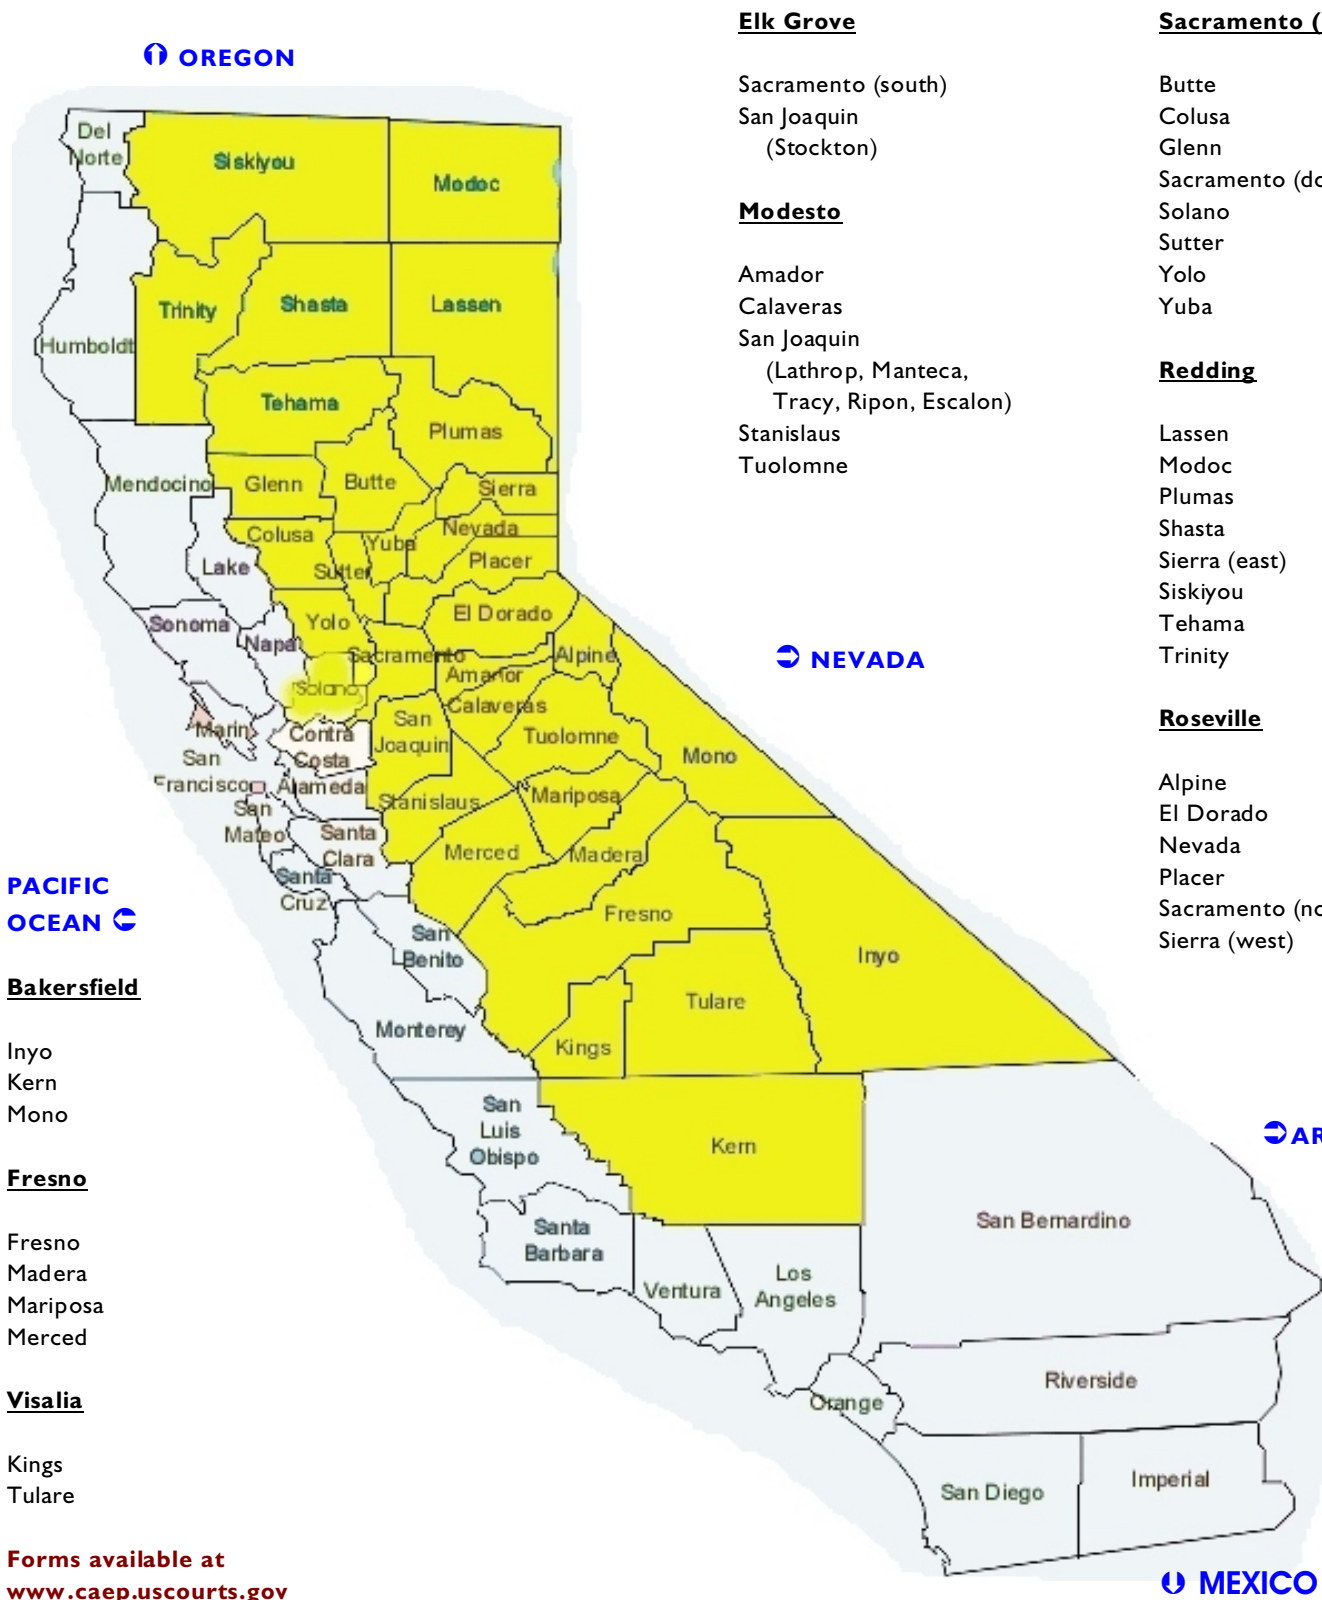 OREGON
Elk Grove
Sacramento (south)
San Joaquin
(Stockton)
Modesto
Amador
Calaveras
San Joaquin
(Lathrop, Manteca,
Tracy, Ripon, Escalon)
Stanislaus
Tuolomne
Sacramento (
Butte
Colusa
Glenn
Sacramento (do
Solano
Sutter
Yolo
Yuba
Redding
Lassen
Modoc
Plumas
Shasta
Sierra (east)
Siskiyou
Tehama
Trinity
Roseville
Alpine
El Dorado
Nevada
Placer
Sacramento (no
Sierra (west)
NEVADA
Del
Norte
Siskiyou
Modoc
Trinity
Shasta
Lassen
Humboldt
Tehama
Plumas
Mendocino
Glenn
Butte
Sierra
Colusa
Yuba
Nevada
Lake
Sutter
Placer
Sonoma
Napa
Yolo
El Dorado
Sacramento
Alpine
Solano
Amador
Calaveras
Marin
Contra
Costa
San
Joaquin
Tuolomne
Mono
San
Francisco
Alameda
Stanislaus
Mariposa
San
Mateo
Santa
Clara
Merced
Madera
Santa
Cruz
Fresno
San
Benito
Inyo
Tulare
Monterey
Kings
San
Luis
Obispo
Kern
Santa
Barbara
San Bernardino
Ventura
Los
Angeles
Riverside
Orange
San Diego
Imperial
PACIFIC
OCEAN
Bakersfield
Inyo
Kern
Mono
Fresno
Fresno
Madera
Mariposa
Merced
Visalia
Kings
Tulare
Forms available at
www.caep.uscourts.gov
AR
MEXICO